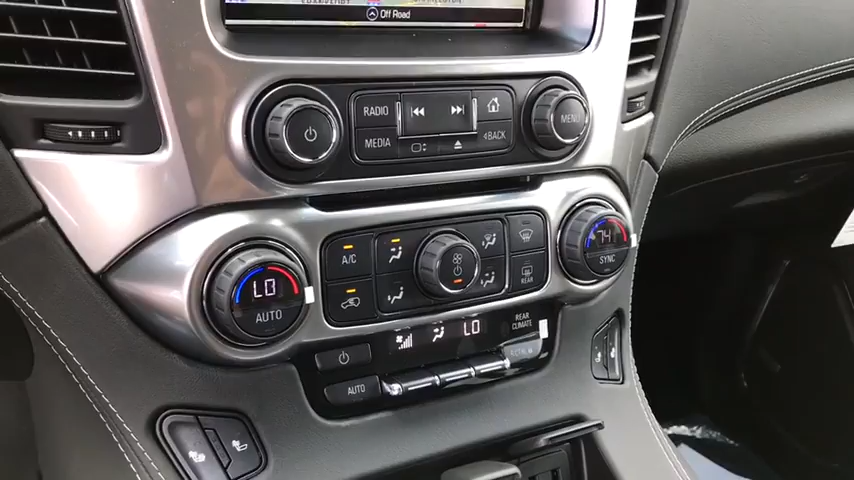 Off Road
RADIO
MEDIA
BACK
MENU
A/C
REAR
LO
AUTO
74
SYNC
REAR
CLIMATE
LO
AUTO